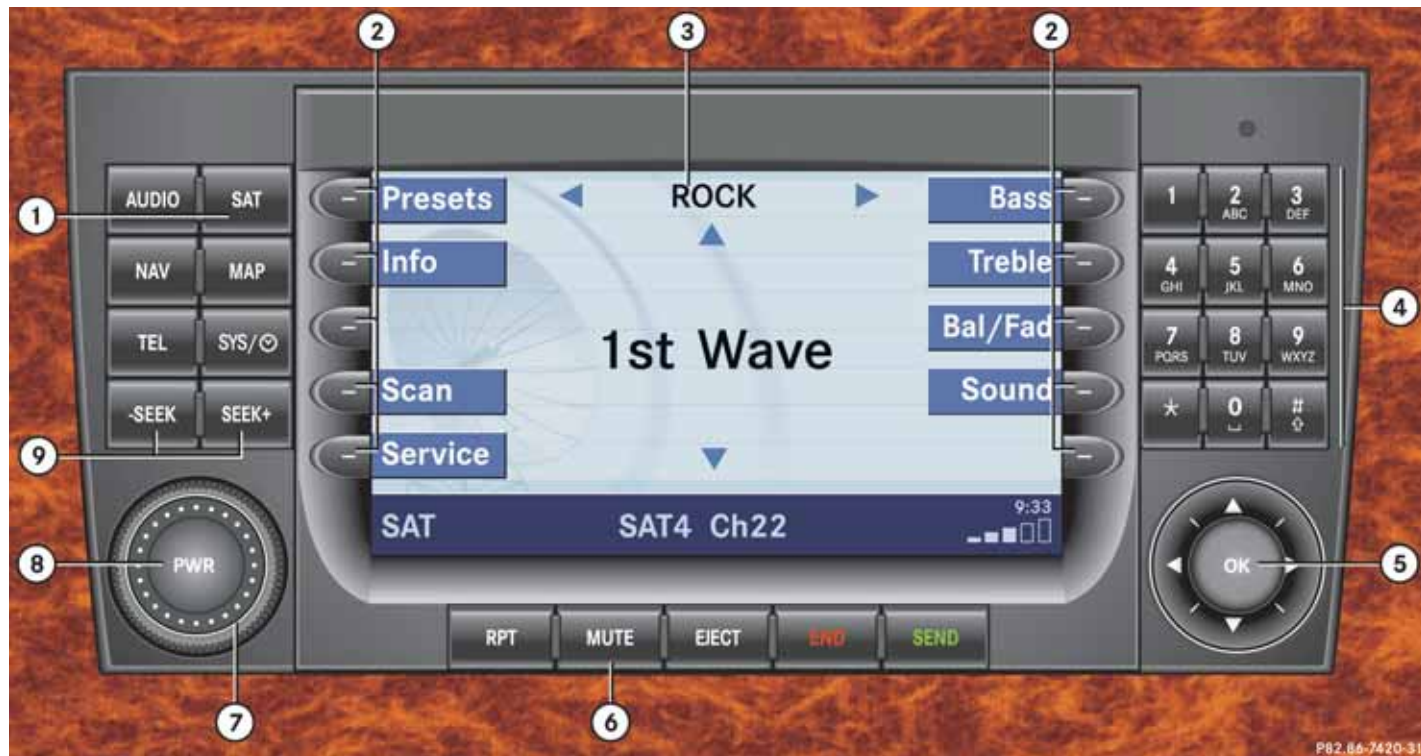 2
3
2
AUDIO
SAT
1
NAV
MAP
TEL
SYS/
-SEEK
SEEK+
9
8
PWR
7
Presets
ROCK
Bass
Info
Treble
1st Wave
Bal/Fad
Scan
Sound
Service
SAT
SAT4 Ch22
9:33
RPT
MUTE
EJECT
END
SEND
6
1
2
ABC
3
DEF
4
GHI
5
JKL
6
MNO
7
PQRS
8
TUV
9
WXYZ
*
0
#
4
OK
5
P82.86-7420-31